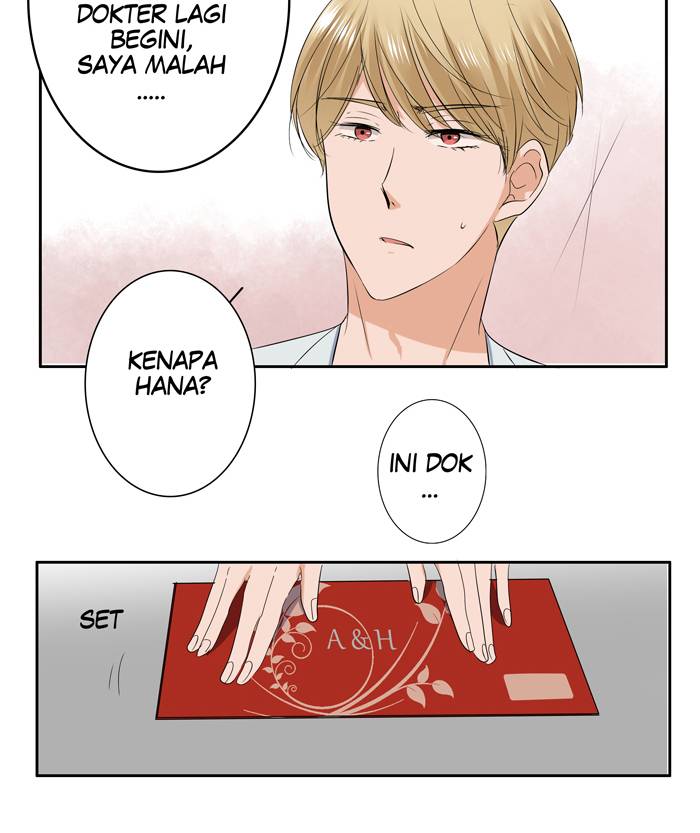 DOKTER LAGI
BEGINI,
SAYA MALAH
.....
KENAPA
HANA?
INI DOK
...
SET
A & H